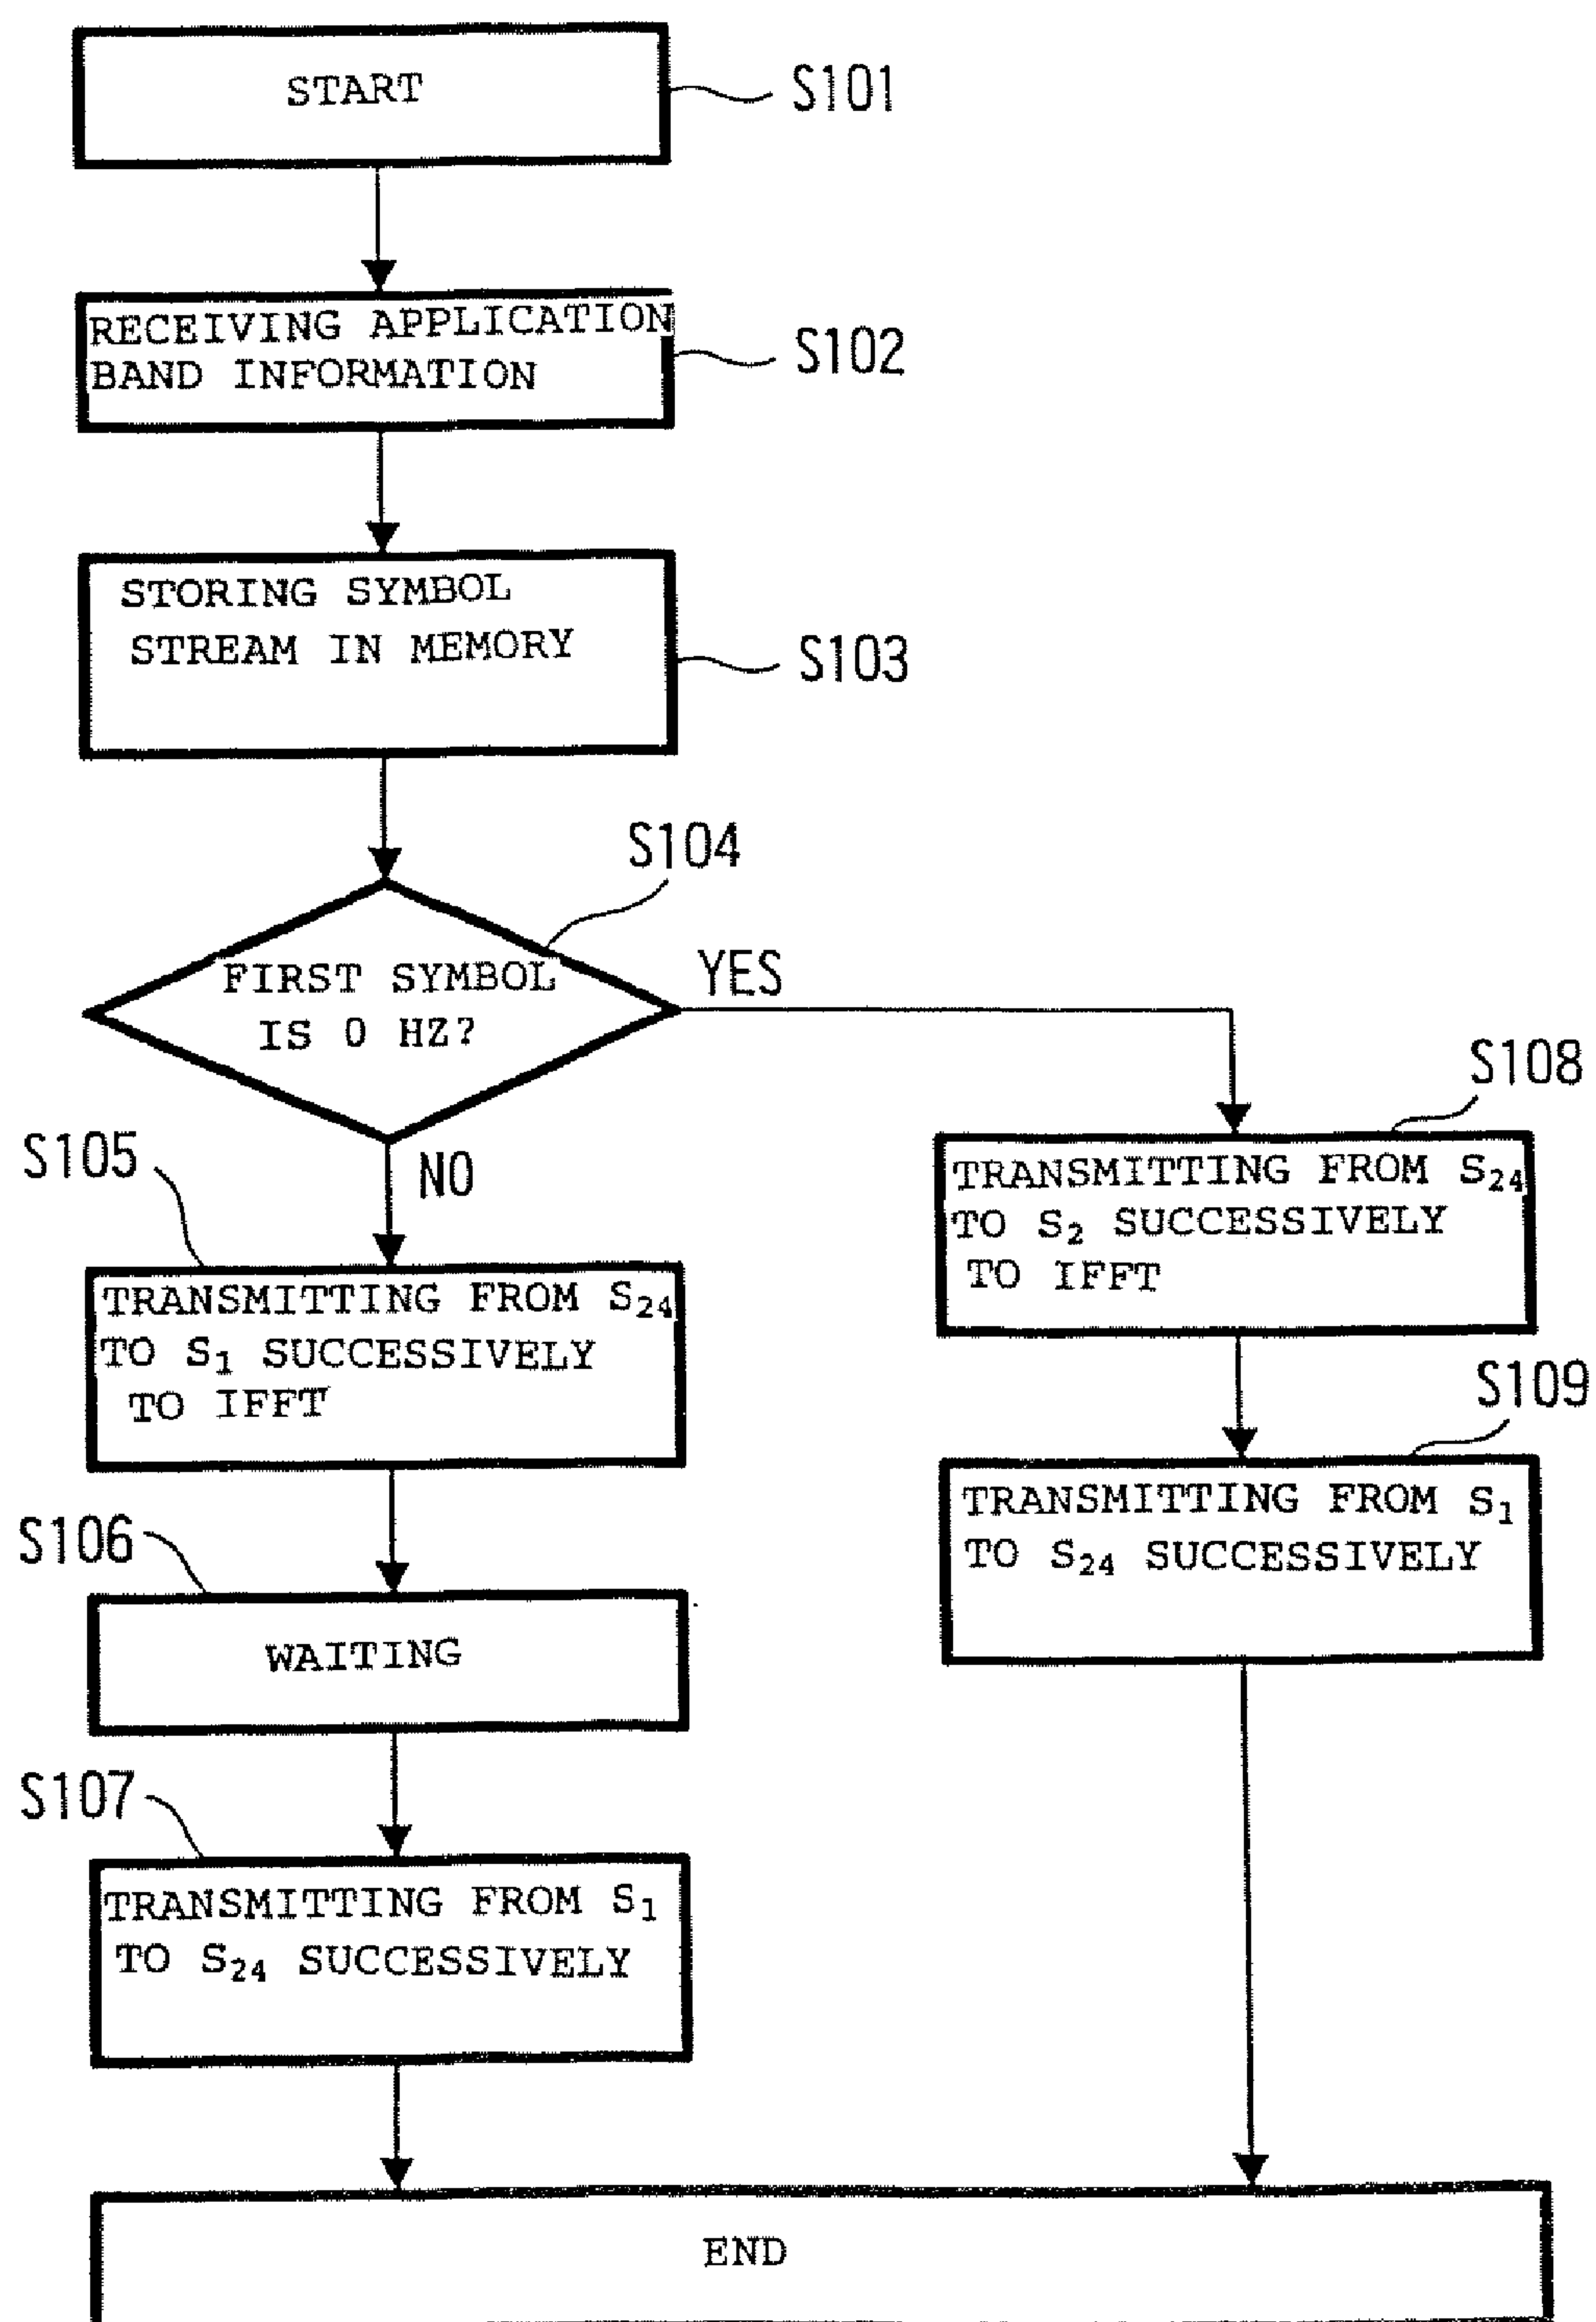 START
S101
RECEIVING APPLICATION
BAND INFORMATION
S102
STORING SYMBOL
STREAM IN MEMORY
S103
S104
FIRST SYMBOL
IS 0 HZ?
YES
NO
S105
TRANSMITTING FROM S₂₄
TO S₁ SUCCESSIVELY
TO IFFT
S106
WAITING
S107
TRANSMITTING FROM S₁
TO S₂₄ SUCCESSIVELY
S108
TRANSMITTING FROM S₂₄
TO S₂ SUCCESSIVELY
TO IFFT
S109
TRANSMITTING FROM S₁
TO S₂₄ SUCCESSIVELY
END